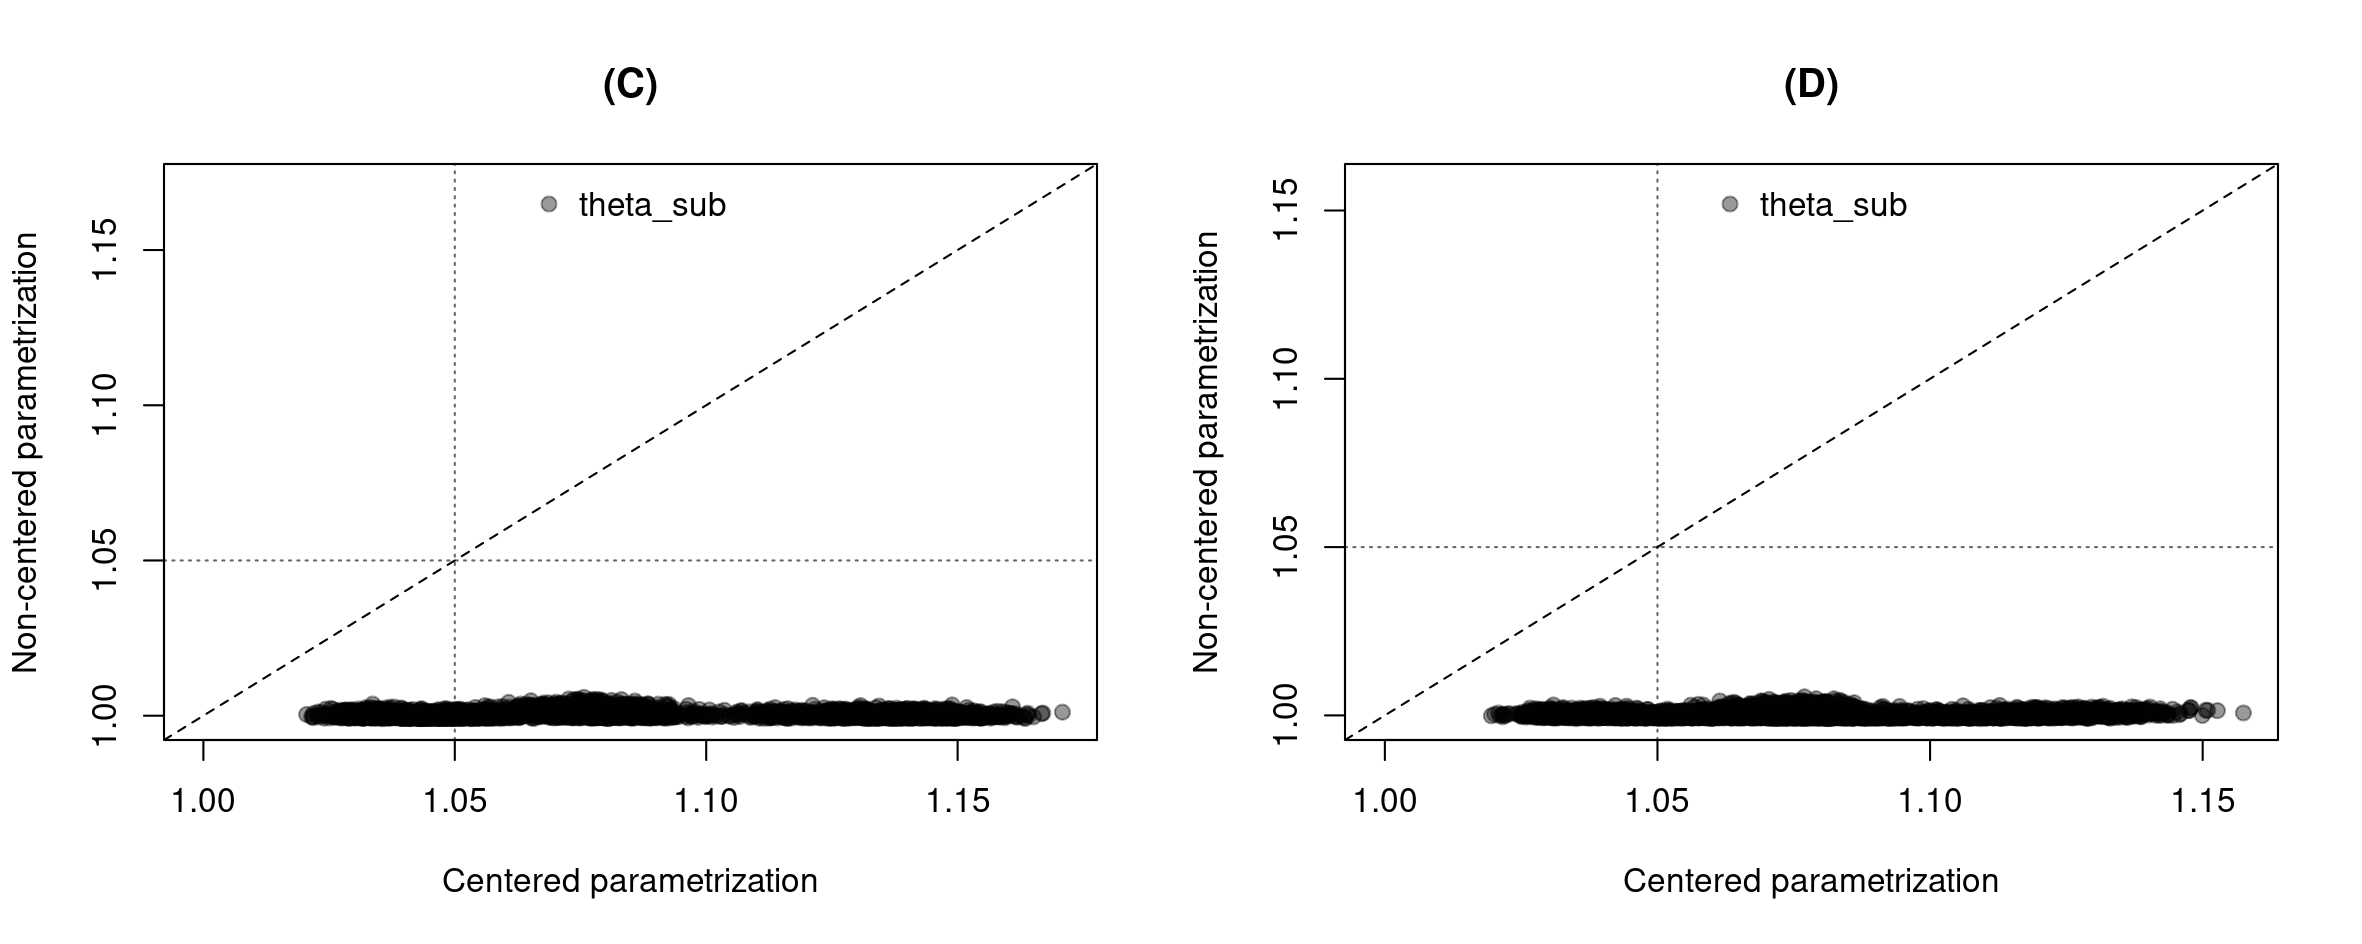 (C)
theta_sub
Non-centered parametrization
1.15
1.10
1.05
1.00
1.00 1.05 1.10 1.15
Centered parametrization
(D)
theta_sub
Non-centered parametrization
1.15
1.10
1.05
1.00
1.00 1.05 1.10 1.15
Centered parametrization